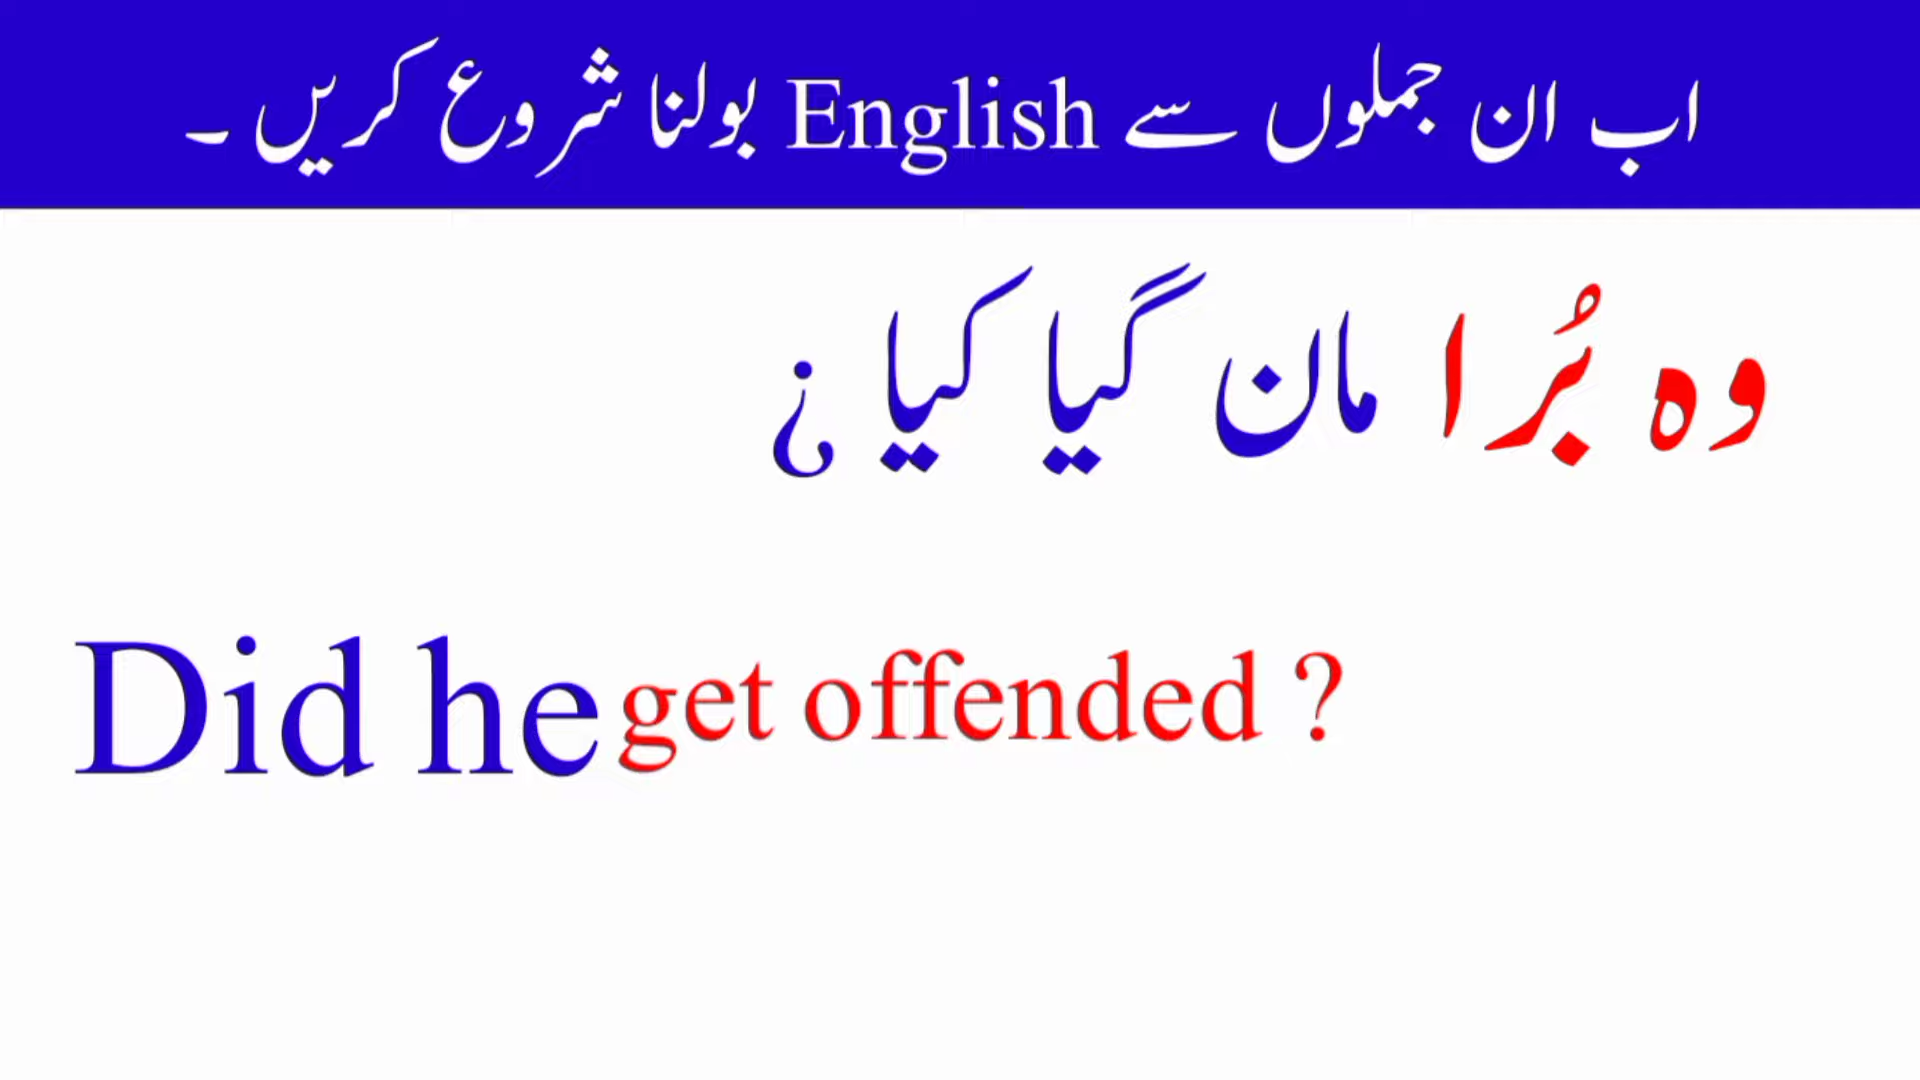 اب ان جملوں سے English بولنا شروع کریں ۔
وہ بُرا مان گیا کیا ؟
Did he get offended ?